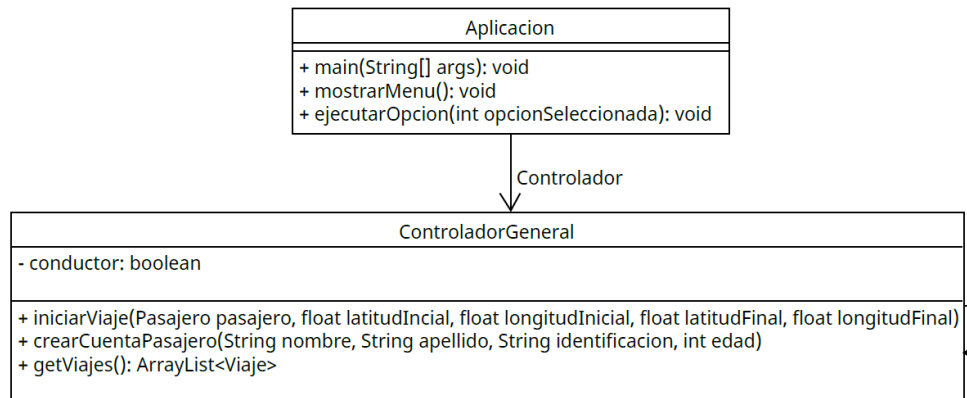 Aplicacion
+ main(String[] args): void
+ mostrarMenu(): void
+ ejecutarOpcion(int opcionSeleccionada): void
Controlador
ControladorGeneral
- conductor: boolean
+ iniciarViaje(Pasajero pasajero, float latitudIncial, float longitudInicial, float latitudFinal, float longitudFinal)
+ crearCuentaPasajero(String nombre, String apellido, String identificacion, int edad)
+ getViajes(): ArrayList<Viaje>